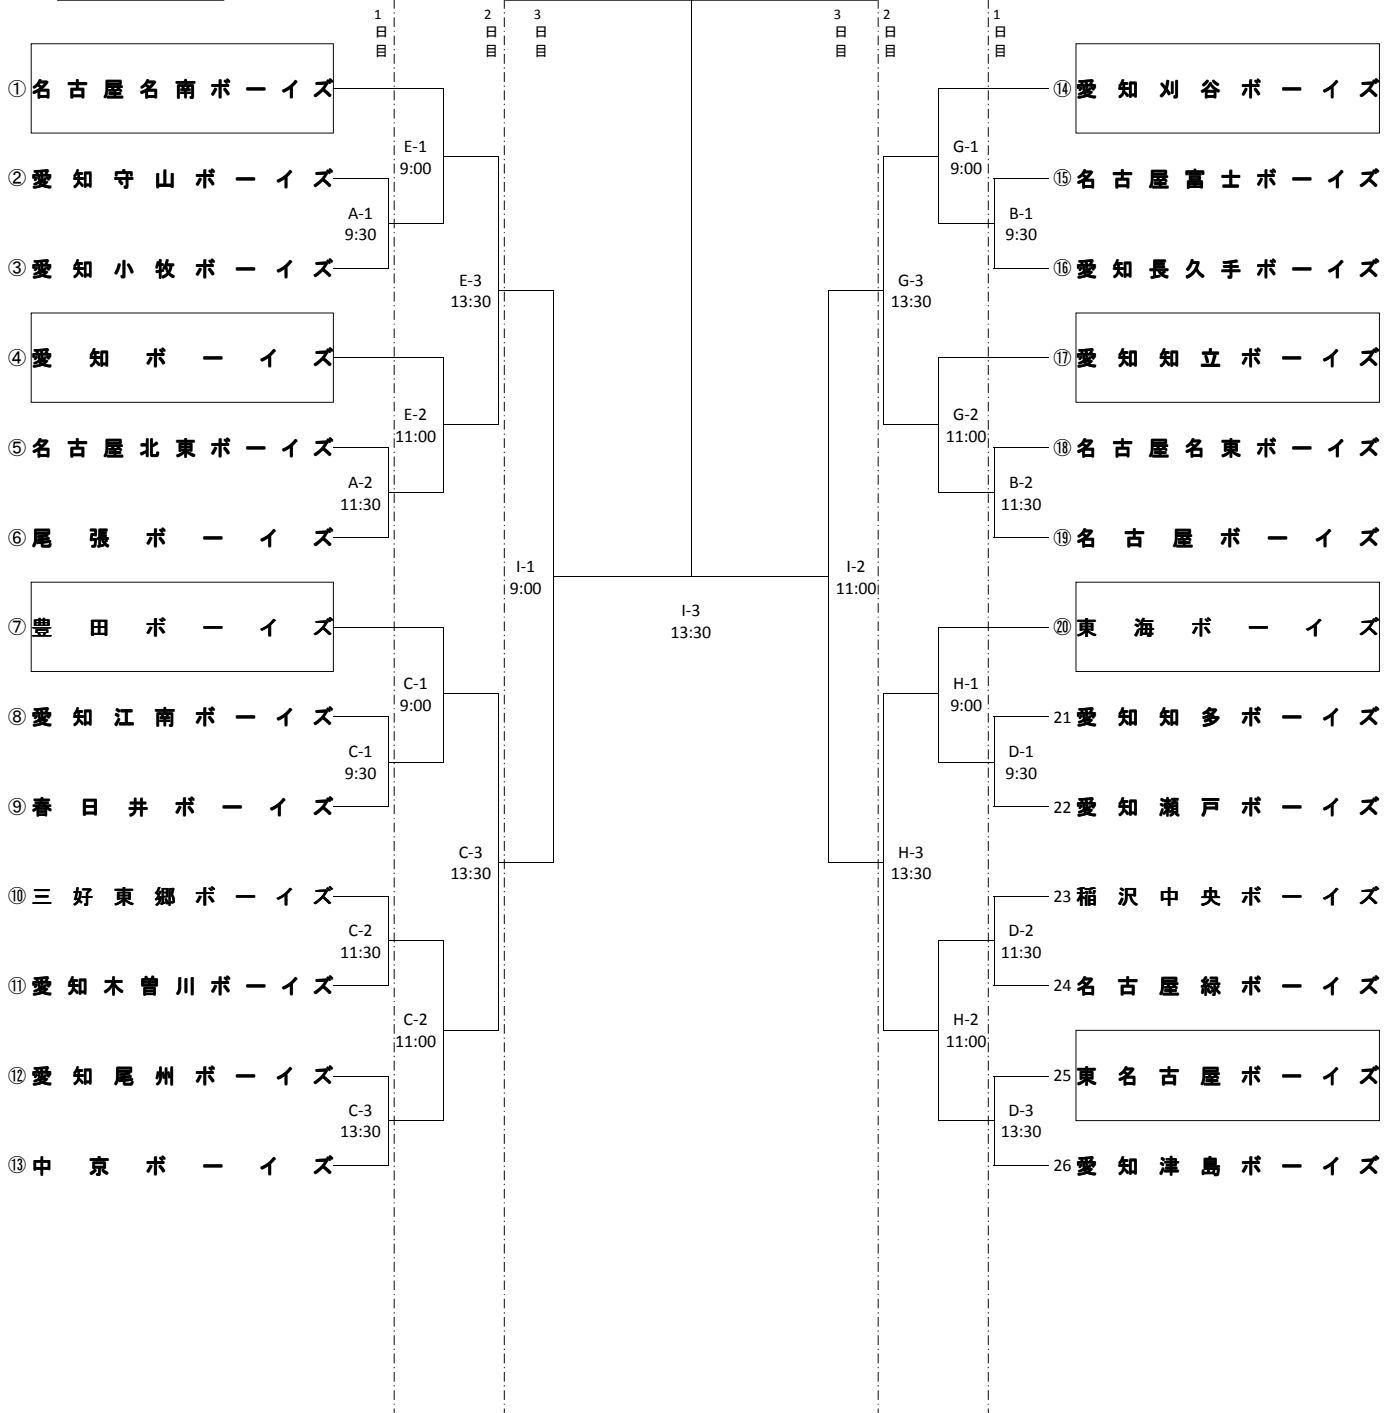 1日目
2日目
3日目
3日目
2日目
1日目
①名古屋名南ボーイズ
②愛知守山ボーイズ
③愛知小牧ボーイズ
④愛知ボーイズ
⑤名古屋北東ボーイズ
⑥尾張ボーイズ
⑦豊田ボーイズ
⑧愛知江南ボーイズ
⑨春日井ボーイズ
⑩三好東郷ボーイズ
⑪愛知木曽川ボーイズ
⑫愛知尾州ボーイズ
⑬中京ボーイズ
A-1
9:30
A-2
11:30
C-1
9:30
C-2
11:30
C-3
13:30
E-1
9:00
E-2
11:00
C-1
9:00
C-2
11:00
E-3
13:30
C-3
13:30
I-1
9:00
I-3
13:30
I-2
11:00
G-3
13:30
H-3
13:30
G-1
9:00
G-2
11:00
H-1
9:00
H-2
11:00
B-1
9:30
B-2
11:30
D-1
9:30
D-2
11:30
D-3
13:30
⑭愛知刈谷ボーイズ
⑮名古屋富士ボーイズ
⑯愛知長久手ボーイズ
⑰愛知知立ボーイズ
⑱名古屋名東ボーイズ
⑲名古屋ボーイズ
⑳東海ボーイズ
21愛知知多ボーイズ
22愛知瀬戸ボーイズ
23稲沢中央ボーイズ
24名古屋緑ボーイズ
25東名古屋ボーイズ
26愛知津島ボーイズ